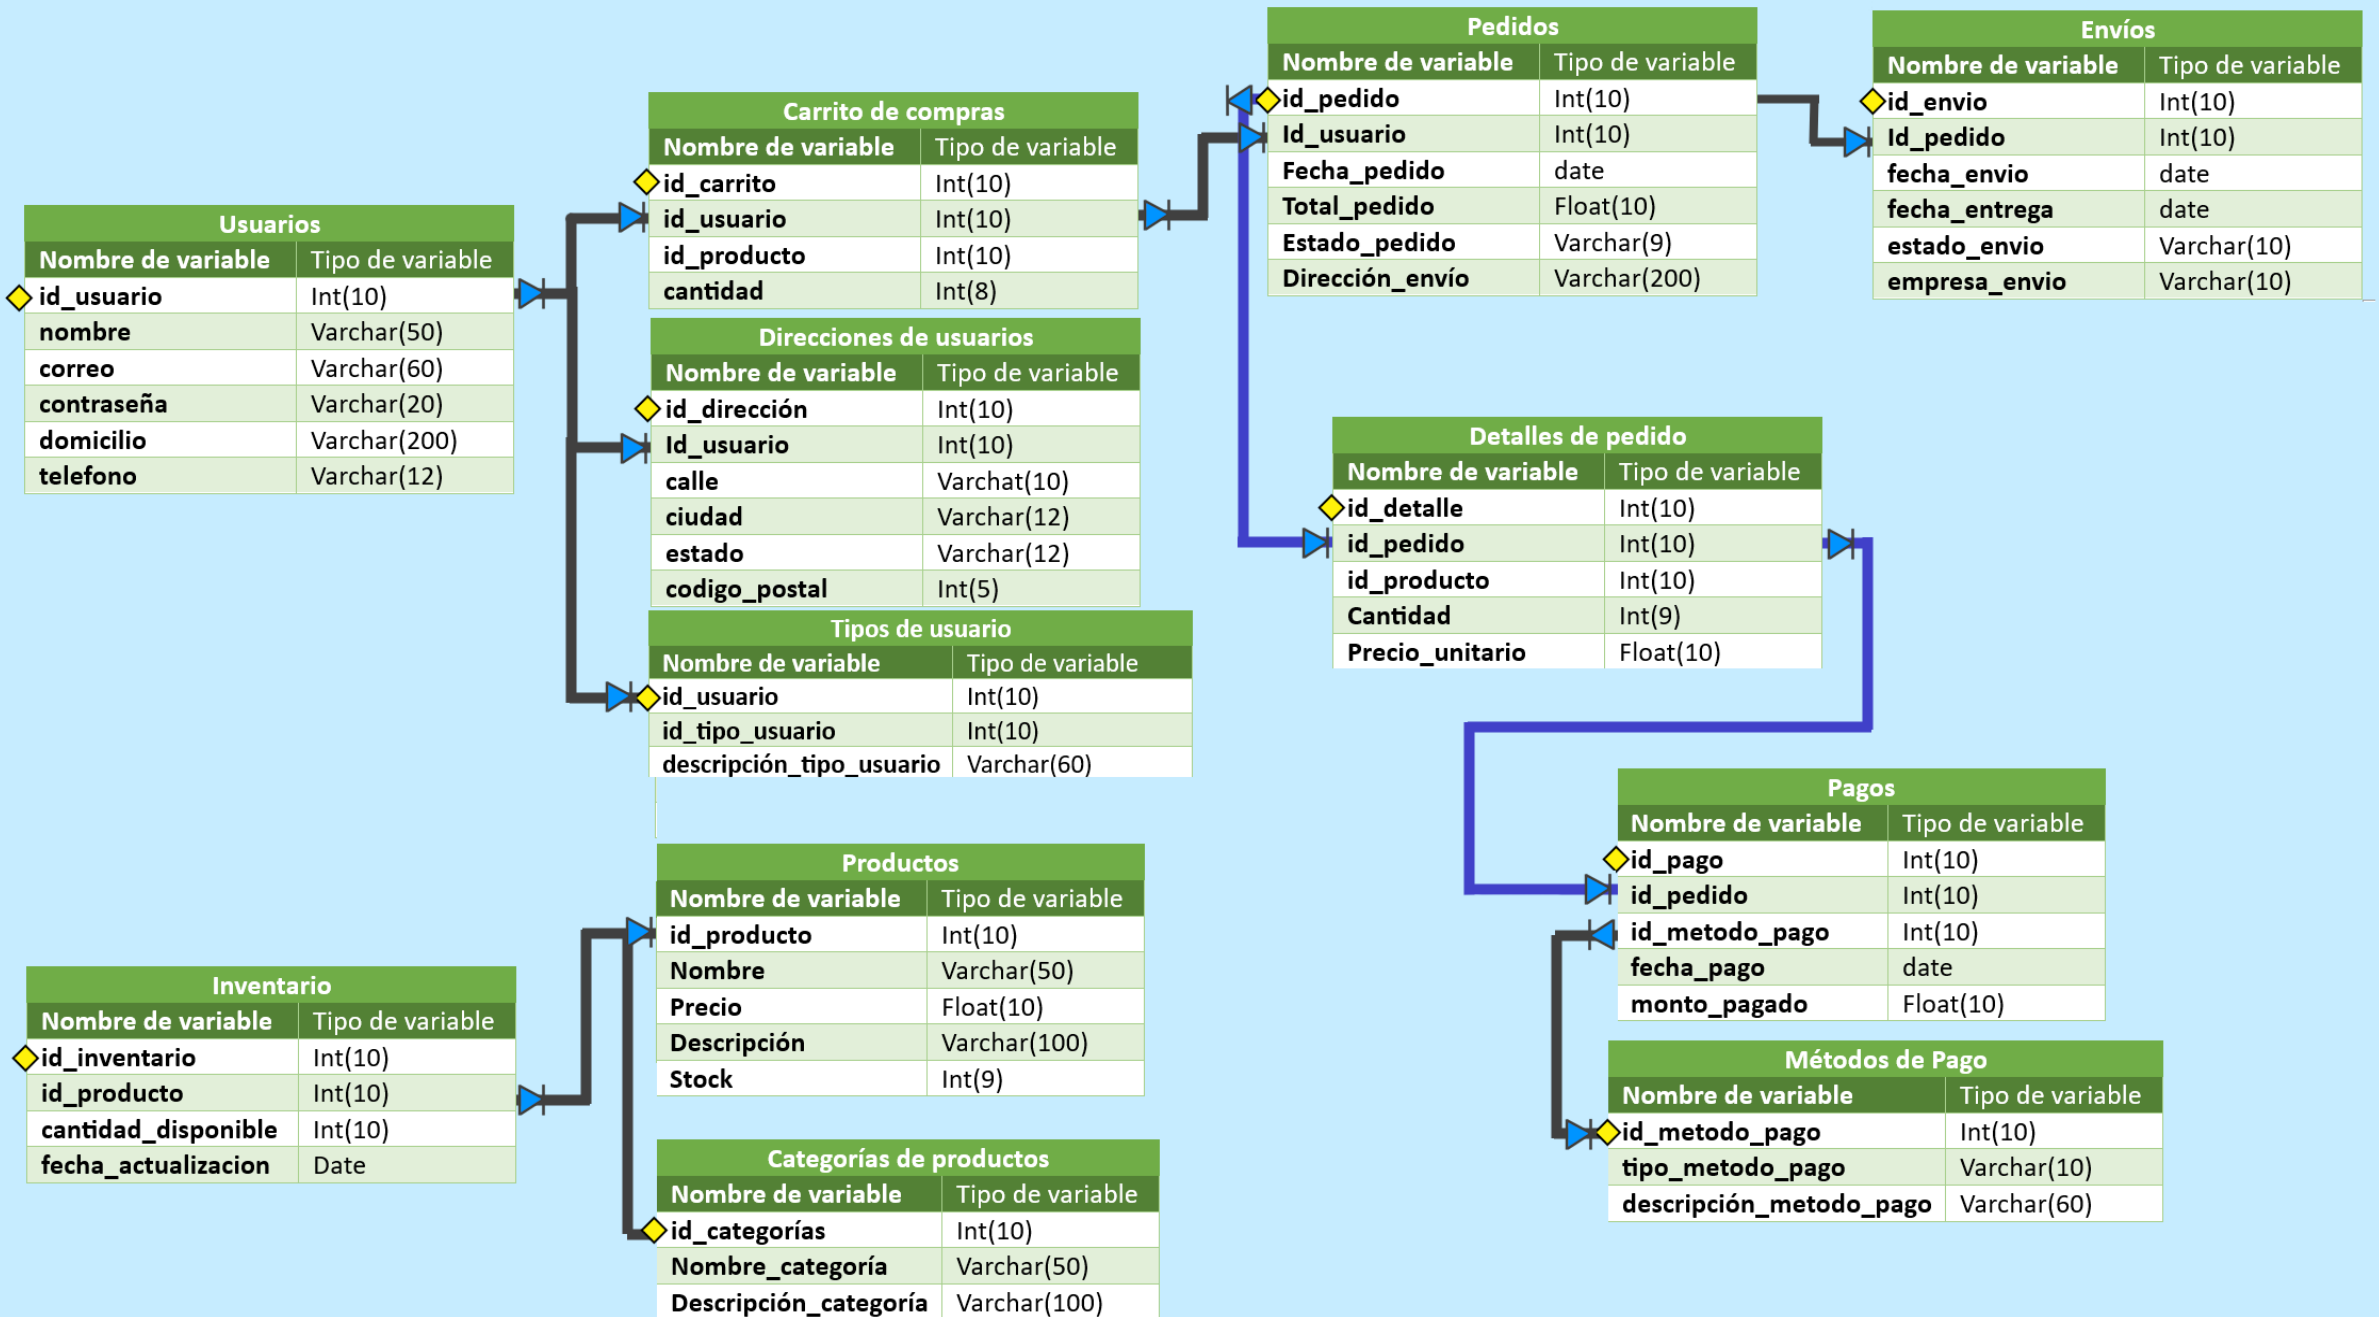 Usuarios
Nombre de variable Tipo de variable
id_usuario Int(10)
nombre Varchar(50)
correo Varchar(60)
contraseña Varchar(20)
domicilio Varchar(200)
telefono Varchar(12)
Carrito de compras
Nombre de variable Tipo de variable
id_carrito Int(10)
id_usuario Int(10)
id_producto Int(10)
cantidad Int(8)
Direcciones de usuarios
Nombre de variable Tipo de variable
id_dirección Int(10)
Id_usuario Int(10)
calle Varchat(10)
ciudad Varchar(12)
estado Varchar(12)
codigo_postal Int(5)
Tipos de usuario
Nombre de variable Tipo de variable
id_usuario Int(10)
id_tipo_usuario Int(10)
descripción_tipo_usuario Varchar(60)
Pedidos
Nombre de variable Tipo de variable
id_pedido Int(10)
Id_usuario Int(10)
Fecha_pedido date
Total_pedido Float(10)
Estado_pedido Varchar(9)
Dirección_envío Varchar(200)
Envíos
Nombre de variable Tipo de variable
id_envio Int(10)
Id_pedido Int(10)
fecha_envio date
fecha_entrega date
estado_envio Varchar(10)
empresa_envio Varchar(10)
Detalles de pedido
Nombre de variable Tipo de variable
id_detalle Int(10)
id_pedido Int(10)
id_producto Int(10)
Cantidad Int(9)
Precio_unitario Float(10)
Inventario
Nombre de variable Tipo de variable
id_inventario Int(10)
id_producto Int(10)
cantidad_disponible Int(10)
fecha_actualizacion Date
Productos
Nombre de variable Tipo de variable
id_producto Int(10)
Nombre Varchar(50)
Precio Float(10)
Descripción Varchar(100)
Stock Int(9)
Categorías de productos
Nombre de variable Tipo de variable
id_categorías Int(10)
Nombre_categoría Varchar(50)
Descripción_categoría Varchar(100)
Pagos
Nombre de variable Tipo de variable
id_pago Int(10)
id_pedido Int(10)
id_metodo_pago Int(10)
fecha_pago date
monto_pagado Float(10)
Métodos de Pago
Nombre de variable Tipo de variable
id_metodo_pago Int(10)
tipo_metodo_pago Varchar(10)
descripción_metodo_pago Varchar(60)